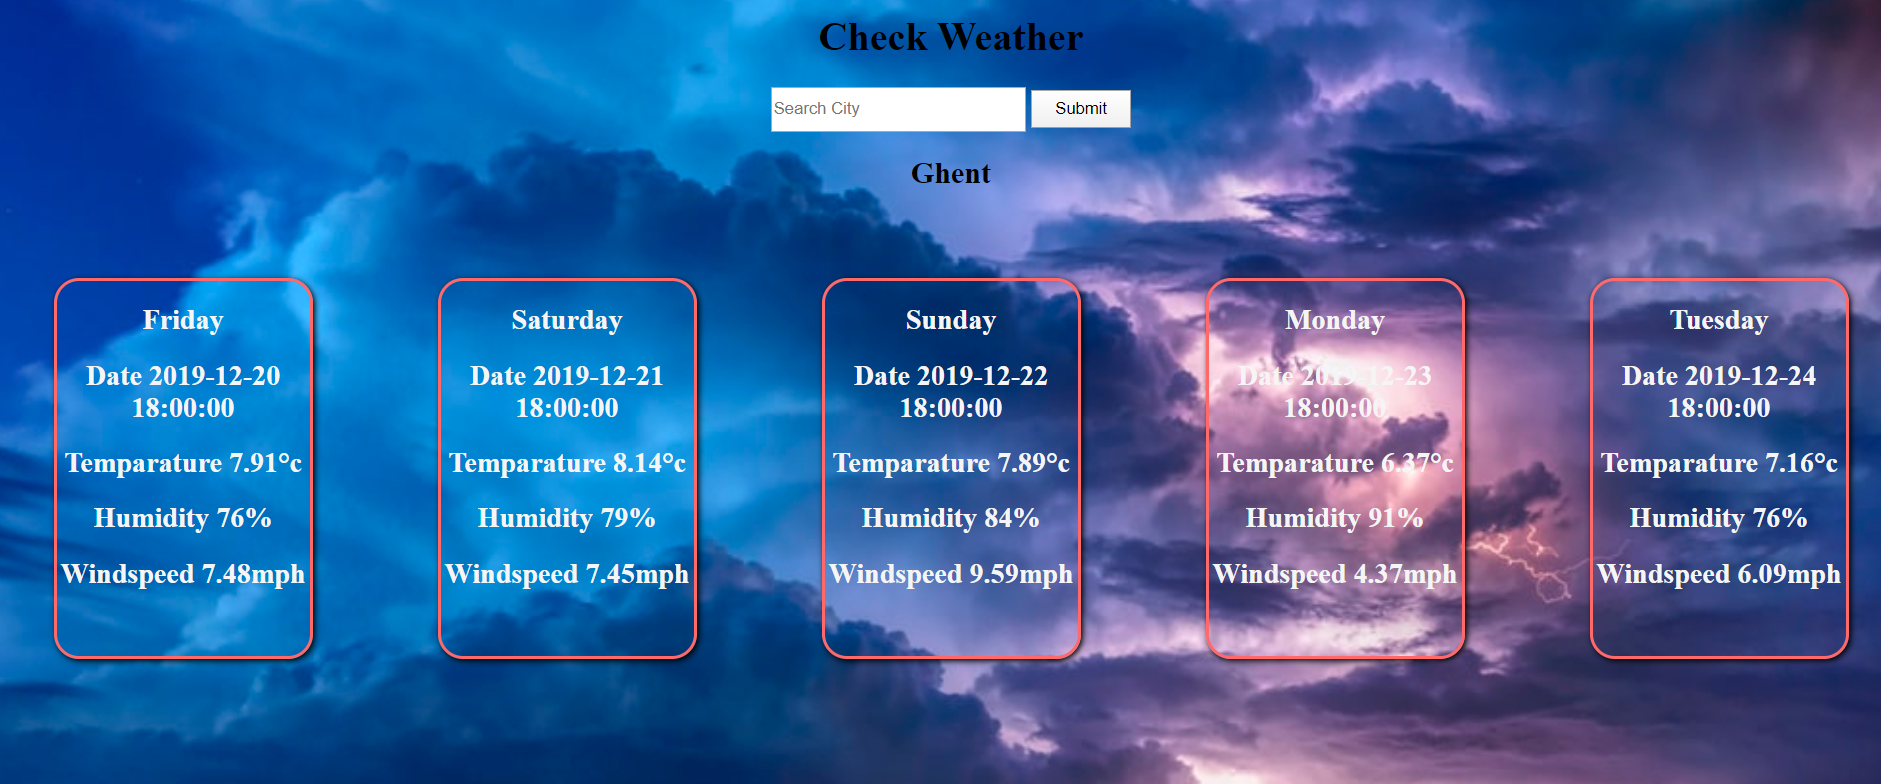 Check Weather
Search City
Submit
Ghent
Friday
Date 2019-12-20
18:00:00
Temparature 7.91°c
Humidity 76%
Windspeed 7.48mph
Saturday
Date 2019-12-21
18:00:00
Temparature 8.14°c
Humidity 79%
Windspeed 7.45mph
Sunday
Date 2019-12-22
18:00:00
Temparature 7.89°c
Humidity 84%
Windspeed 9.59mph
Monday
Date 2019-12-23
18:00:00
Temparature 6.37°c
Humidity 91%
Windspeed 4.37mph
Tuesday
Date 2019-12-24
18:00:00
Temparature 7.16°c
Humidity 76%
Windspeed 6.09mph